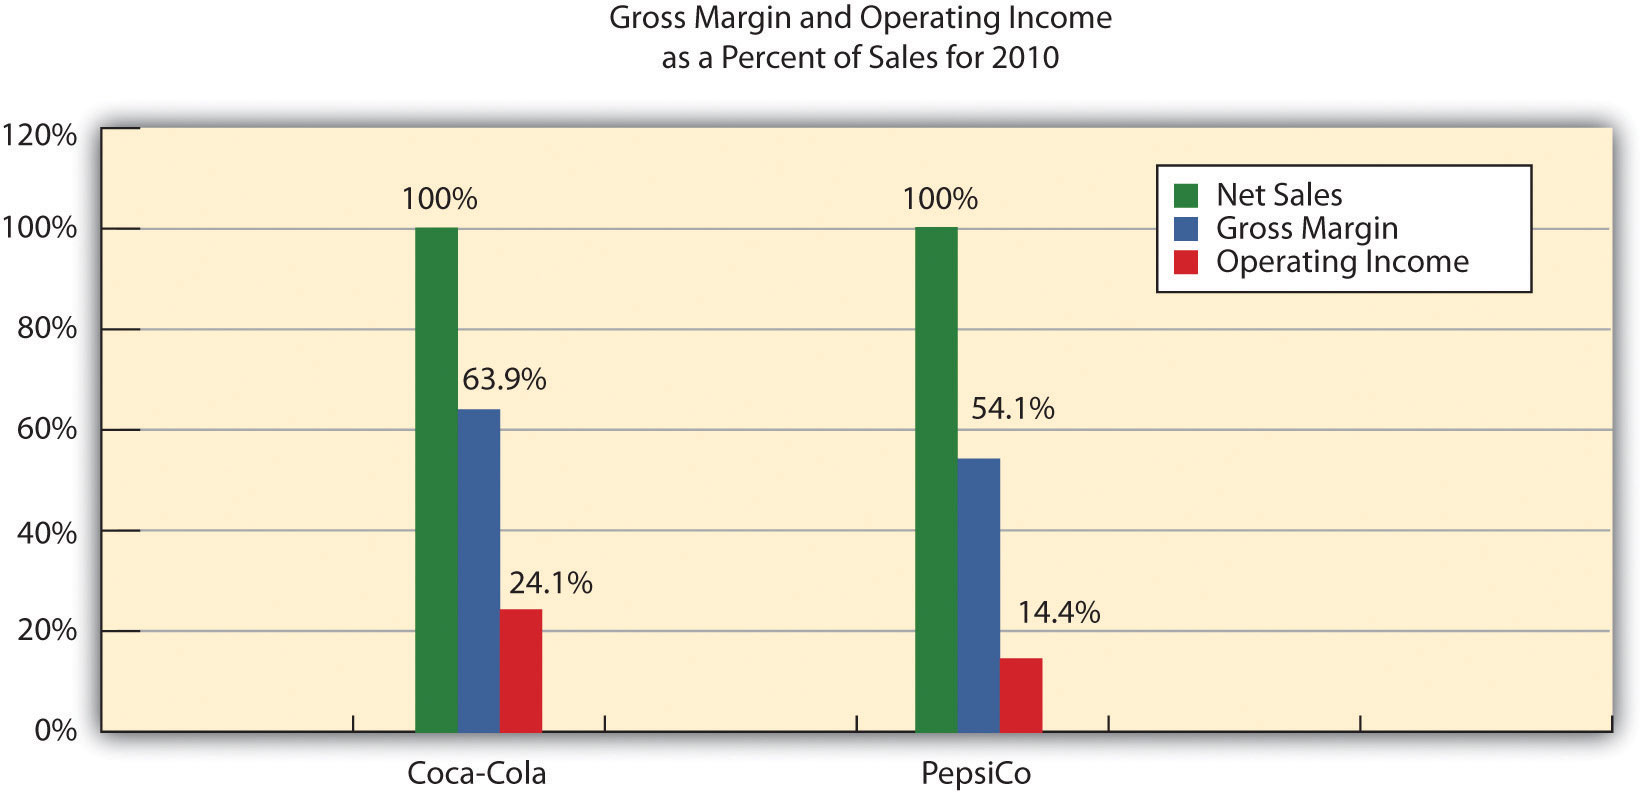 Gross Margin and Operating Income
as a Percent of Sales for 2010
120%
100%
80%
60%
40%
20%
0%
100%
63.9%
24.1%
100%
54.1%
14.4%
Net Sales
Gross Margin
Operating Income
Coca-Cola
PepsiCo